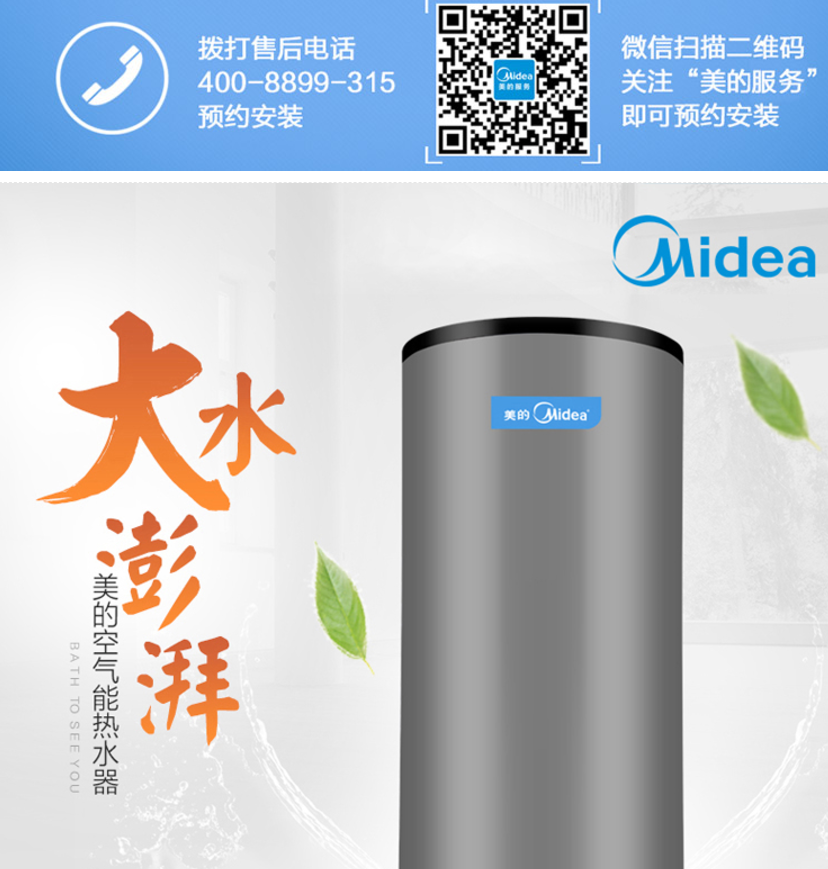 拨打售后电话
400-8899-315
预约安装
Midea
美的服务
微信扫描二维码
关注“美的服务”
即可预约安装
Midea
大水
澎湃
美的空气能热水器
BATH TO SEE YOU
美的 Midea